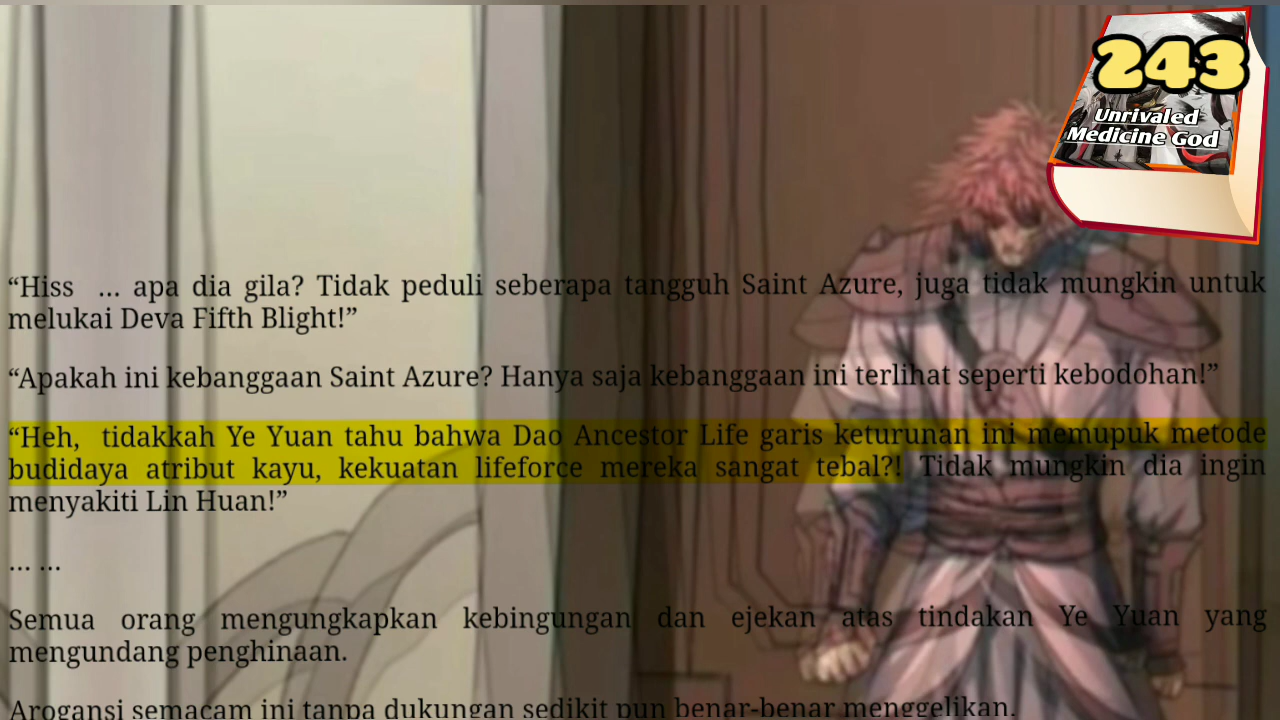 243
Unrivaled
Medicine God
“Hiss … apa dia gila? Tidak peduli seberapa tangguh Saint Azure, juga tidak mungkin untuk
melukai Deva Fifth Blight!”
“Apakah ini kebanggaan Saint Azure? Hanya saja kebanggaan ini terlihat seperti kebodohan!”
“Heh, tidakkah Ye Yuan tahu bahwa Dao Ancestor Life garis keturunan ini memupuk metode
budidaya atribut kayu, kekuatan lifeforce mereka sangat tebal?! Tidak mungkin dia ingin
menyakiti Lin Huan!”
… …
Semua orang mengungkapkan kebingungan dan ejekan atas tindakan Ye Yuan yang
mengundang penghinaan.
Arogansi semacam ini tanpa dukungan sedikit pun benar-benar menggelikan.